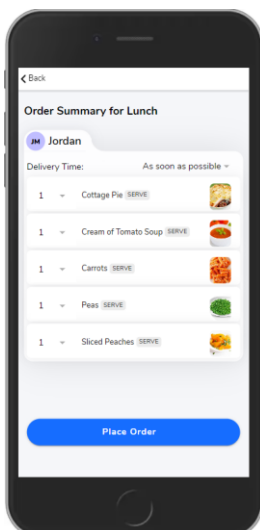 Back
Order Summary for Lunch
JM Jordan
Delivery Time: As soon as possible
1 Cottage Pie SERVE
1 Cream of Tomato Soup SERVE
1 Carrots SERVE
1 Peas SERVE
1 Sliced Peaches SERVE
Place Order